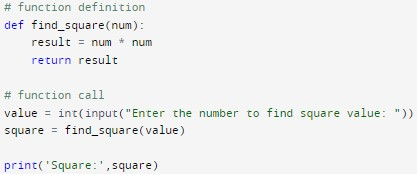 # function definition
def find_square(num):
    result = num * num
    return result

# function call
value = int(input("Enter the number to find square value: "))
square = find_square(value)

print('Square:',square)